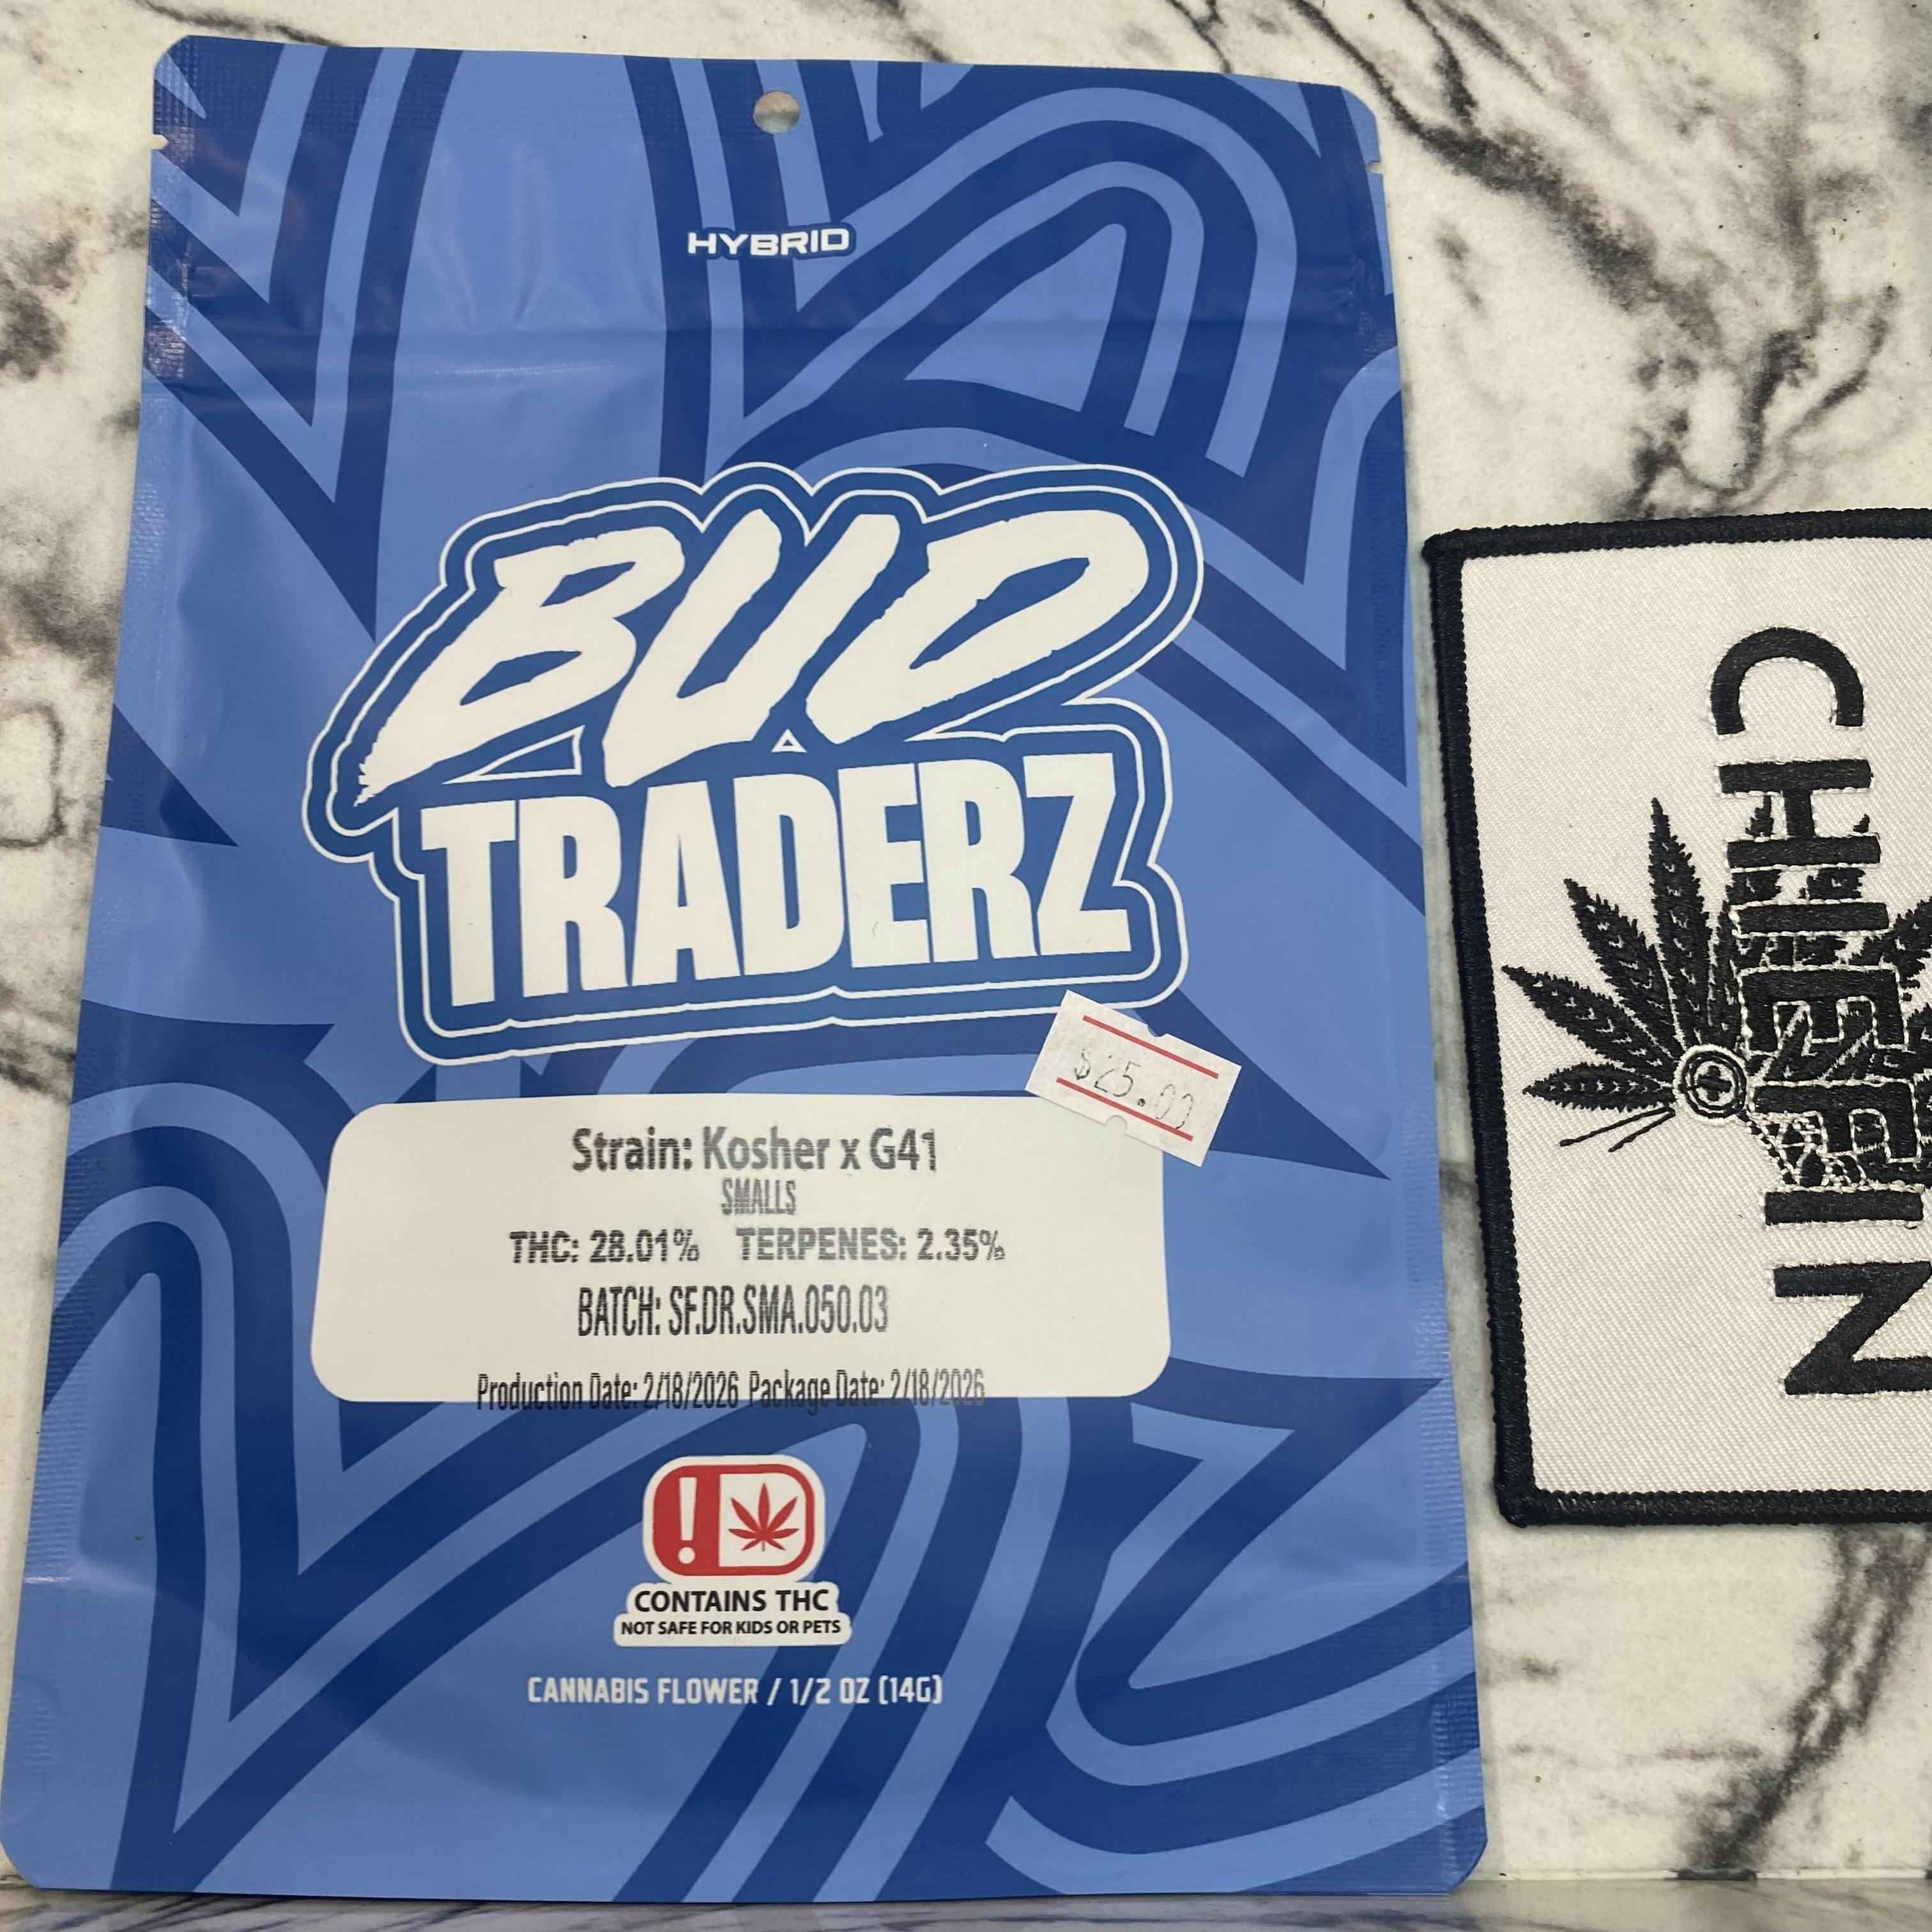 HYBRID
BUD
TRADERZ
$25.00
Strain: Kosher x G41
SMALLS
THC: 28.01% TERPENES: 2.35%
BATCH: SF.DR.SMA.050.03
Production Date: 2/18/2026 Package Date: 2/18/2026
!
CONTAINS THC
NOT SAFE FOR KIDS OR PETS
CANNABIS FLOWER / 1/2 OZ (14G)
CHIEFIN